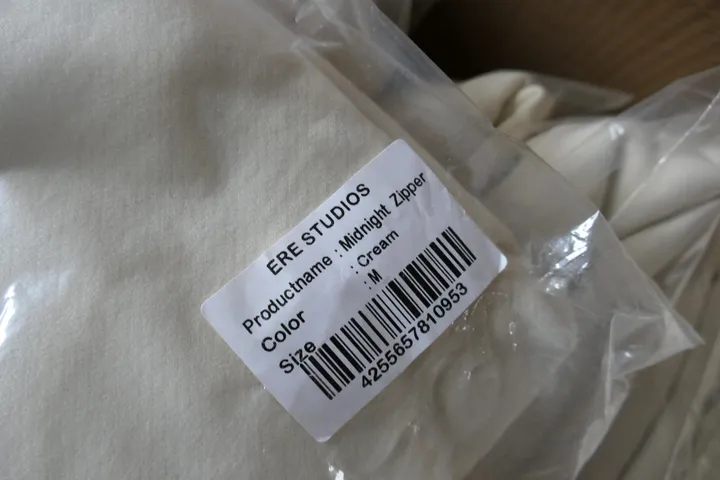 ERE STUDIOS
Productname : Midnight Zipper
Color : Cream
Size : M
4255657810953